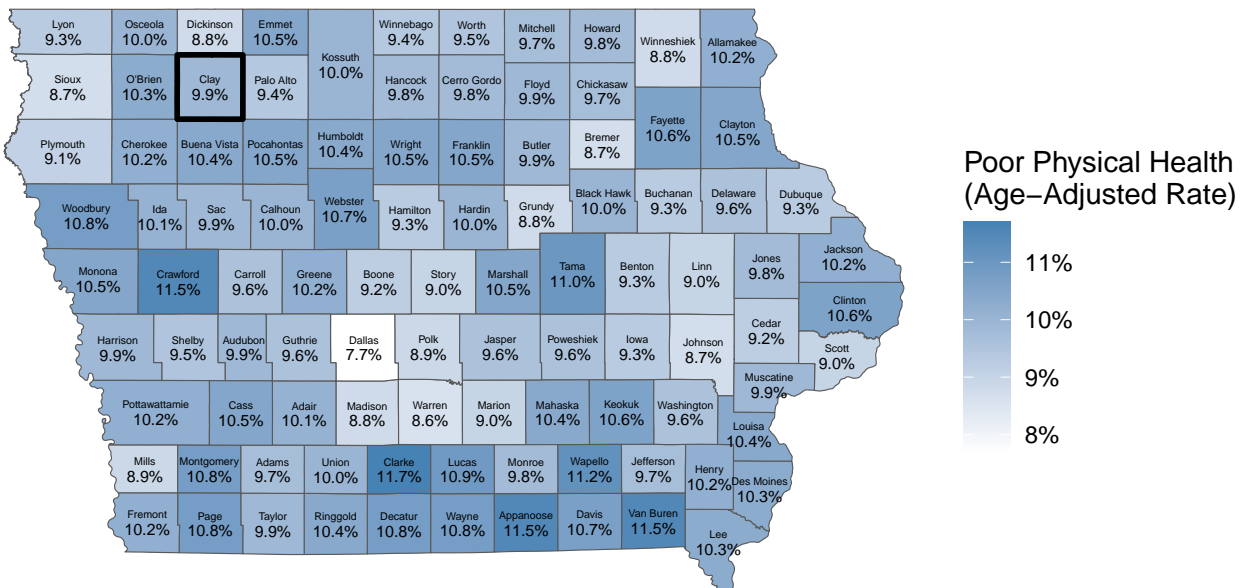 Lyon
9.3%
Osceola
10.0%
Dickinson
8.8%
Emmet
10.5%
Kossuth
10.0%
Winnebago
9.4%
Worth
9.5%
Mitchell
9.7%
Howard
9.8%
Winneshiek
8.8%
Allamakee
10.2%
Sioux
8.7%
O'Brien
10.3%
Clay
9.9%
Palo Alto
9.4%
Hancock
9.8%
Cerro Gordo
9.8%
Floyd
9.9%
Chickasaw
9.7%
Fayette
10.6%
Clayton
10.5%
Plymouth
9.1%
Cherokee
10.2%
Buena Vista
10.4%
Pocahontas
10.5%
Humboldt
10.4%
Wright
10.5%
Franklin
10.5%
Butler
9.9%
Bremer
8.7%
Woodbury
10.8%
Ida
10.1%
Sac
9.9%
Calhoun
10.0%
Webster
10.7%
Hamilton
9.3%
Hardin
10.0%
Grundy
8.8%
Black Hawk
10.0%
Buchanan
9.3%
Delaware
9.6%
Dubuque
9.3%
Monona
10.5%
Crawford
11.5%
Carroll
9.6%
Greene
10.2%
Boone
9.2%
Story
9.0%
Marshall
10.5%
Tama
11.0%
Benton
9.3%
Linn
9.0%
Jones
9.8%
Jackson
10.2%
Clinton
10.6%
Harrison
9.9%
Shelby
9.5%
Audubon
9.9%
Guthrie
9.6%
Dallas
7.7%
Polk
8.9%
Jasper
9.6%
Poweshiek
9.6%
Iowa
9.3%
Johnson
8.7%
Cedar
9.2%
Scott
9.0%
Muscatine
9.9%
Pottawattamie
10.2%
Cass
10.5%
Adair
10.1%
Madison
8.8%
Warren
8.6%
Marion
9.0%
Mahaska
10.4%
Keokuk
10.6%
Washington
9.6%
Louisa
10.4%
Mills
8.9%
Montgomery
10.8%
Adams
9.7%
Union
10.0%
Clarke
11.7%
Lucas
10.9%
Monroe
9.8%
Wapello
11.2%
Jefferson
9.7%
Henry
10.2%
Des Moines
10.3%
Fremont
10.2%
Page
10.8%
Taylor
9.9%
Ringgold
10.4%
Decatur
10.8%
Wayne
10.8%
Appanoose
11.5%
Davis
10.7%
Van Buren
11.5%
Lee
10.3%
Poor Physical Health
(Age−Adjusted Rate)
11%
10%
9%
8%